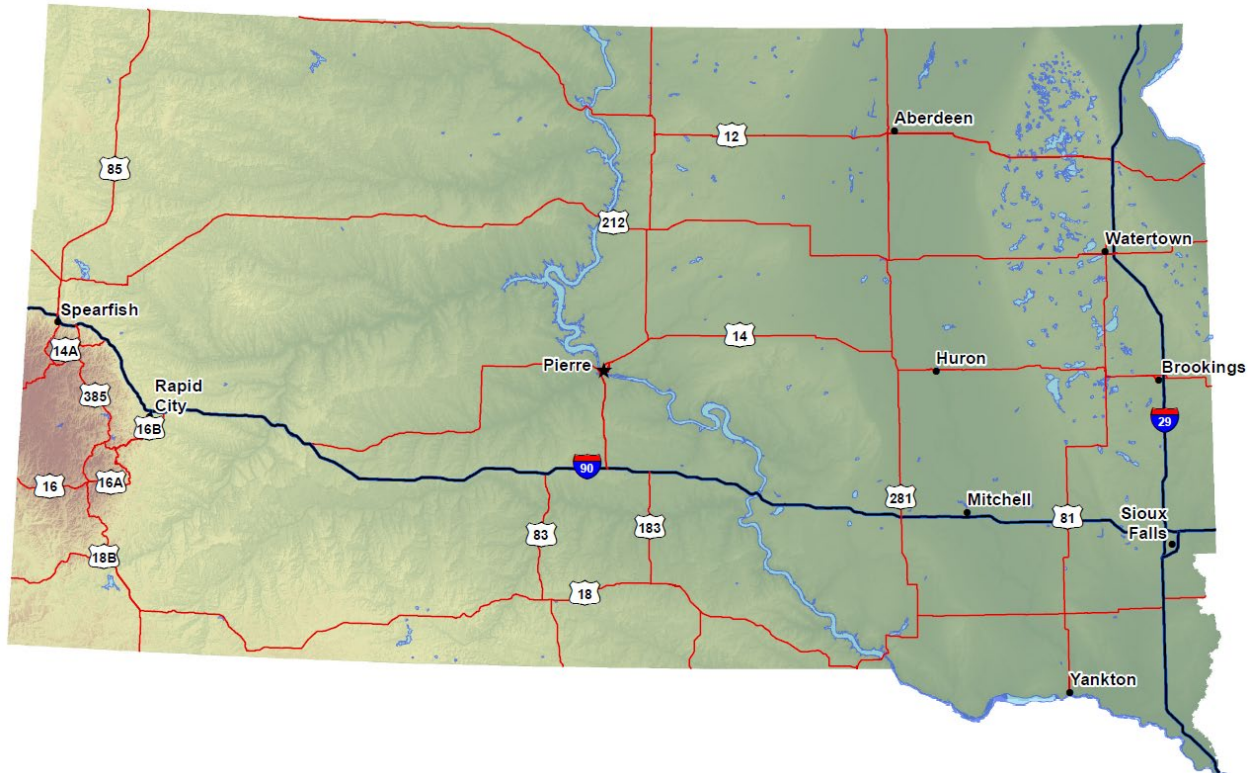 Aberdeen
12
85
212
Watertown
Spearfish
14
14A
Huron
Pierre
Brookings
Rapid
City
385
29
16B
90
16
16A
281
Mitchell
81
Sioux
Falls
183
83
18B
18
Yankton